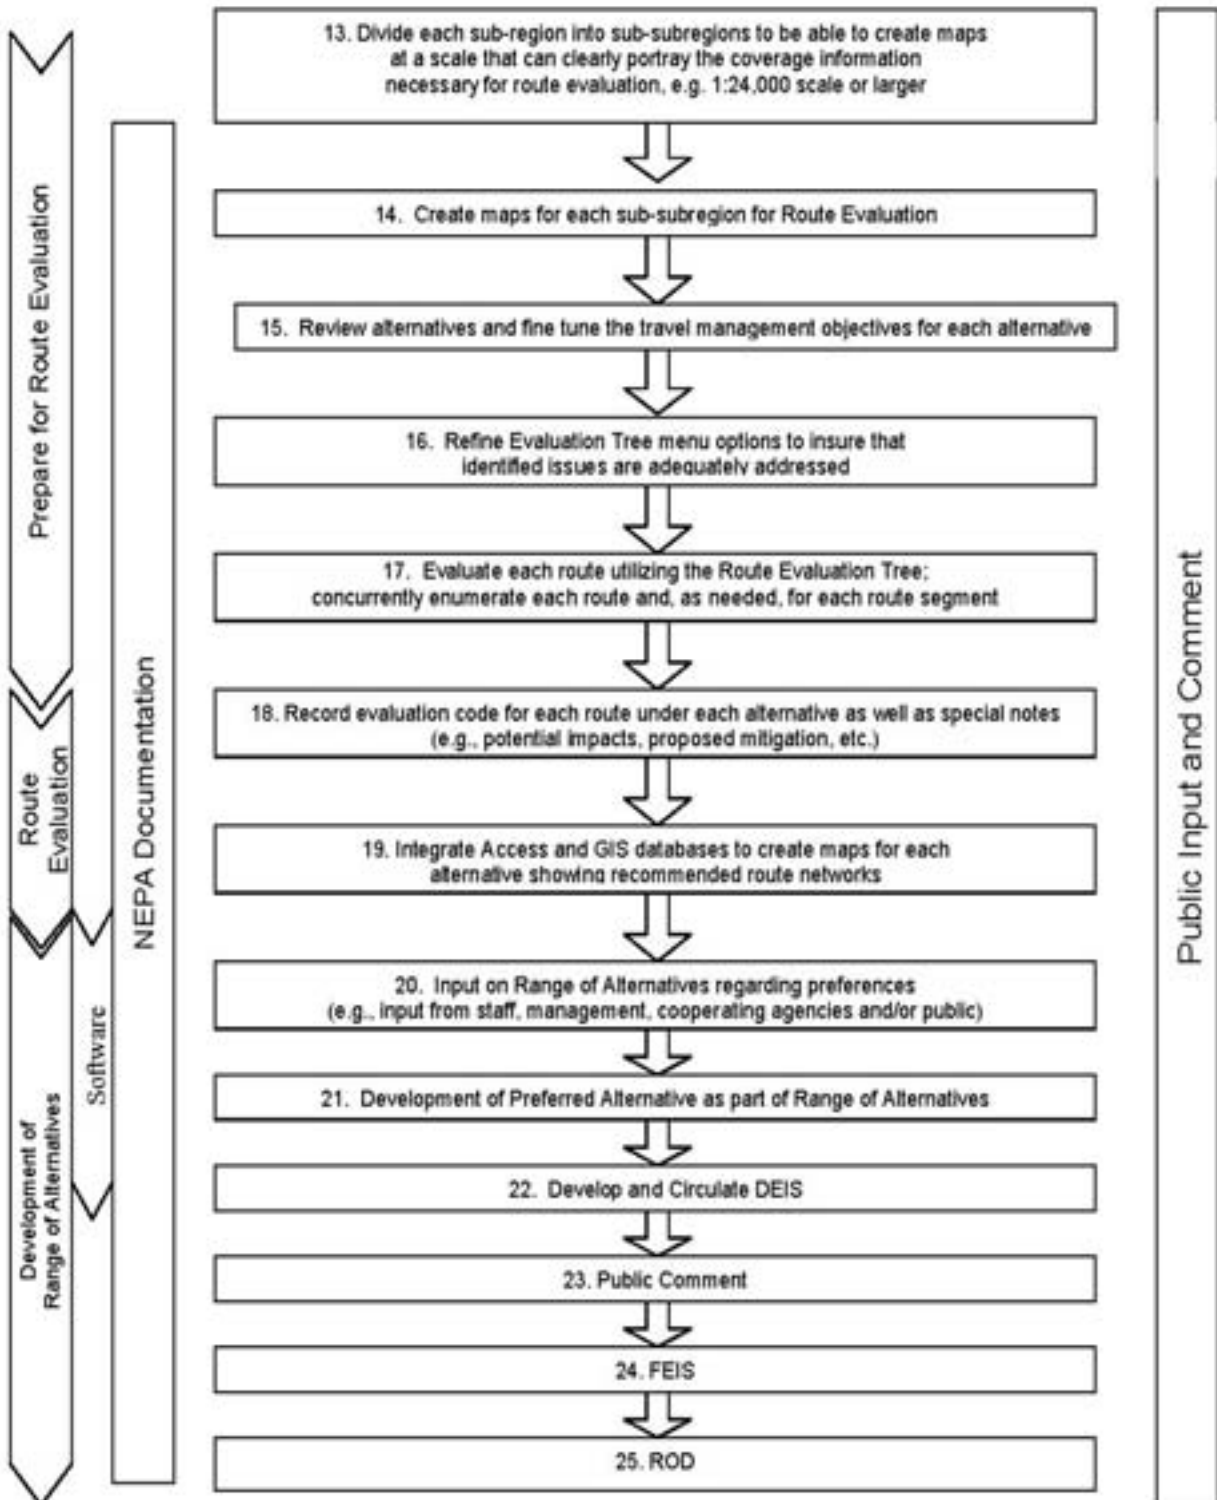 13. Divide each sub-region into sub-subregions to be able to create maps
at a scale that can clearly portray the coverage information
necessary for route evaluation, e.g. 1:24,000 scale or larger
14. Create maps for each sub-subregion for Route Evaluation
15. Review alternatives and fine tune the travel management objectives for each alternative
16. Refine Evaluation Tree menu options to insure that
identified issues are adequately addressed
17. Evaluate each route utilizing the Route Evaluation Tree;
concurrently enumerate each route and, as needed, for each route segment
18. Record evaluation code for each route under each alternative as well as special notes
(e.g., potential impacts, proposed mitigation, etc.)
19. Integrate Access and GIS databases to create maps for each
alternative showing recommended route networks
20. Input on Range of Alternatives regarding preferences
(e.g., input from staff, management, cooperating agencies and/or public)
21. Development of Preferred Alternative as part of Range of Alternatives
22. Develop and Circulate DEIS
23. Public Comment
24. FEIS
25. ROD
Prepare for Route Evaluation
Route
Evaluation
Development of
Range of Alternatives
Software
NEPA Documentation
Public Input and Comment